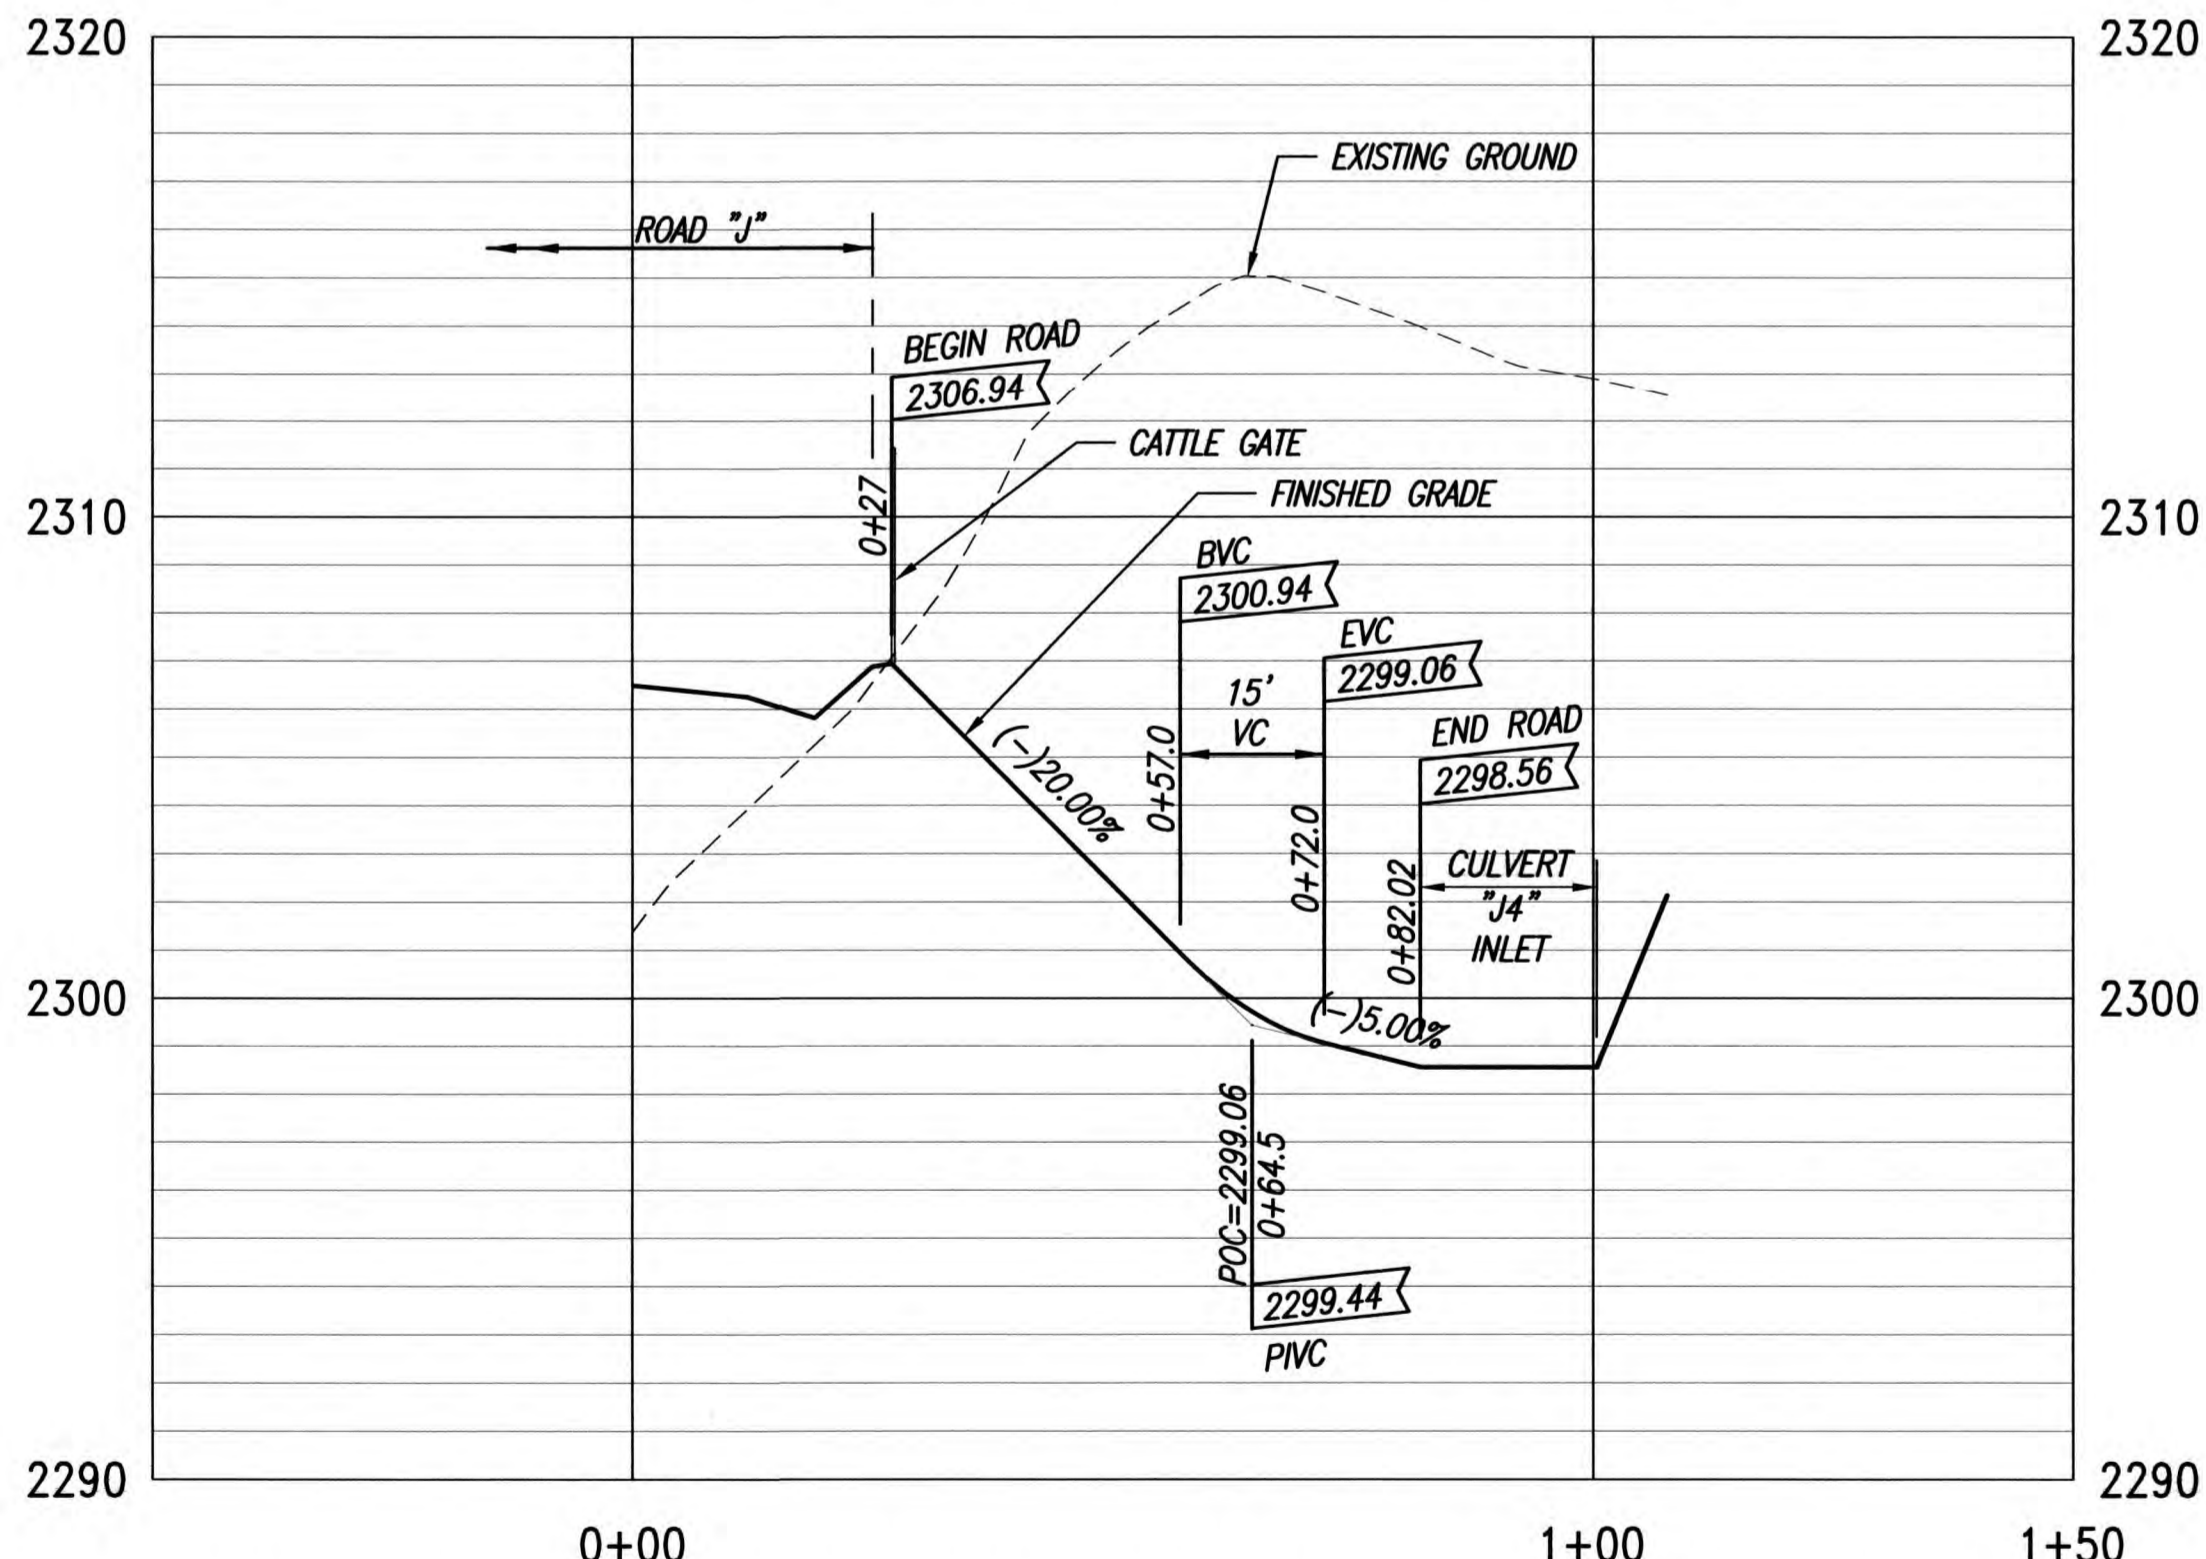 2320
2320
EXISTING GROUND
ROAD "J"
BEGIN ROAD
2306.94
CATTLE GATE
0+27
FINISHED GRADE
2310
2310
BVC
2300.94
EVC
2299.06
15'
VC
END ROAD
2298.56
(-)20.00%
0+57.0
0+72.0
0+82.02
CULVERT
"J4"
INLET
2300
2300
(-)5.00%
POC=2299.06
0+64.5
2299.44
PIVC
2290
2290
0+00
1+00
1+50